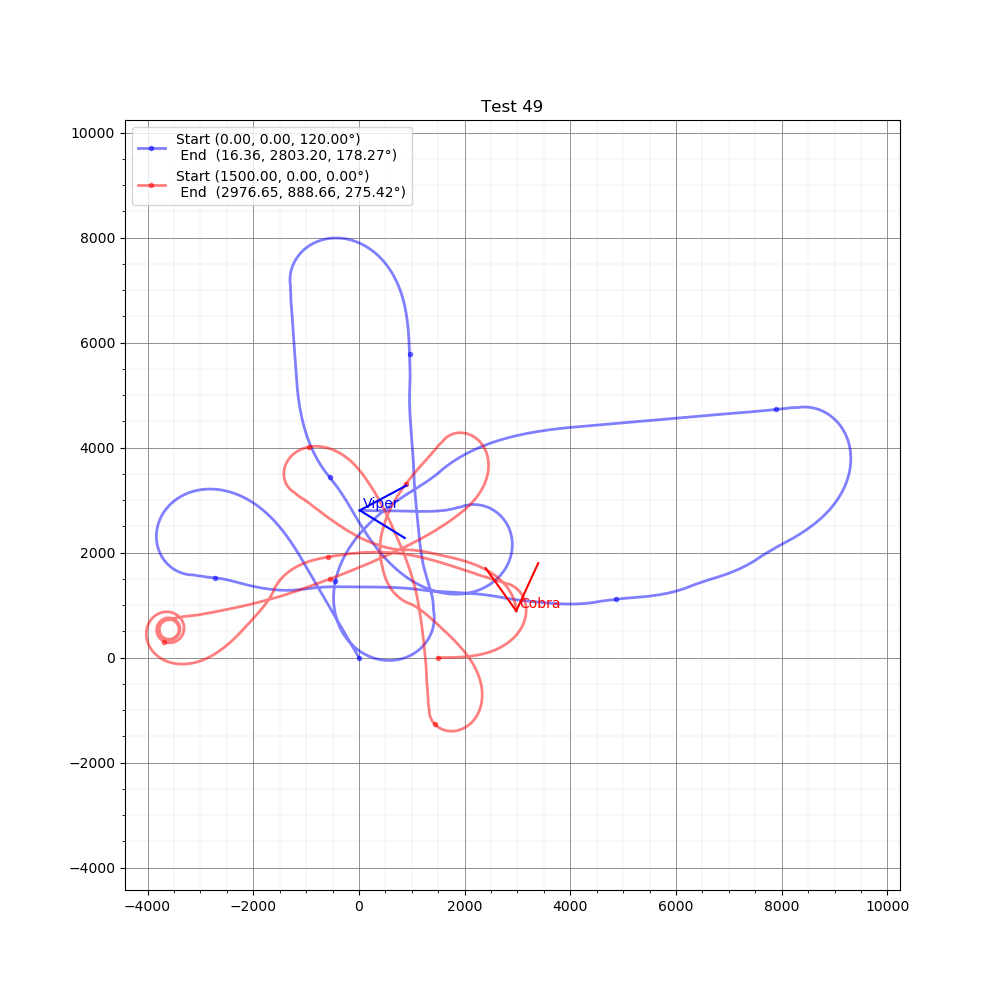 Test 49
Start (0.00, 0.00, 120.00°)
End (16.36, 2803.20, 178.27°)
Start (1500.00, 0.00, 0.00°)
End (2976.65, 888.66, 275.42°)
10000
8000
6000
4000
2000
0
−2000
−4000
Viper
Cobra
−4000 −2000 0 2000 4000 6000 8000 10000